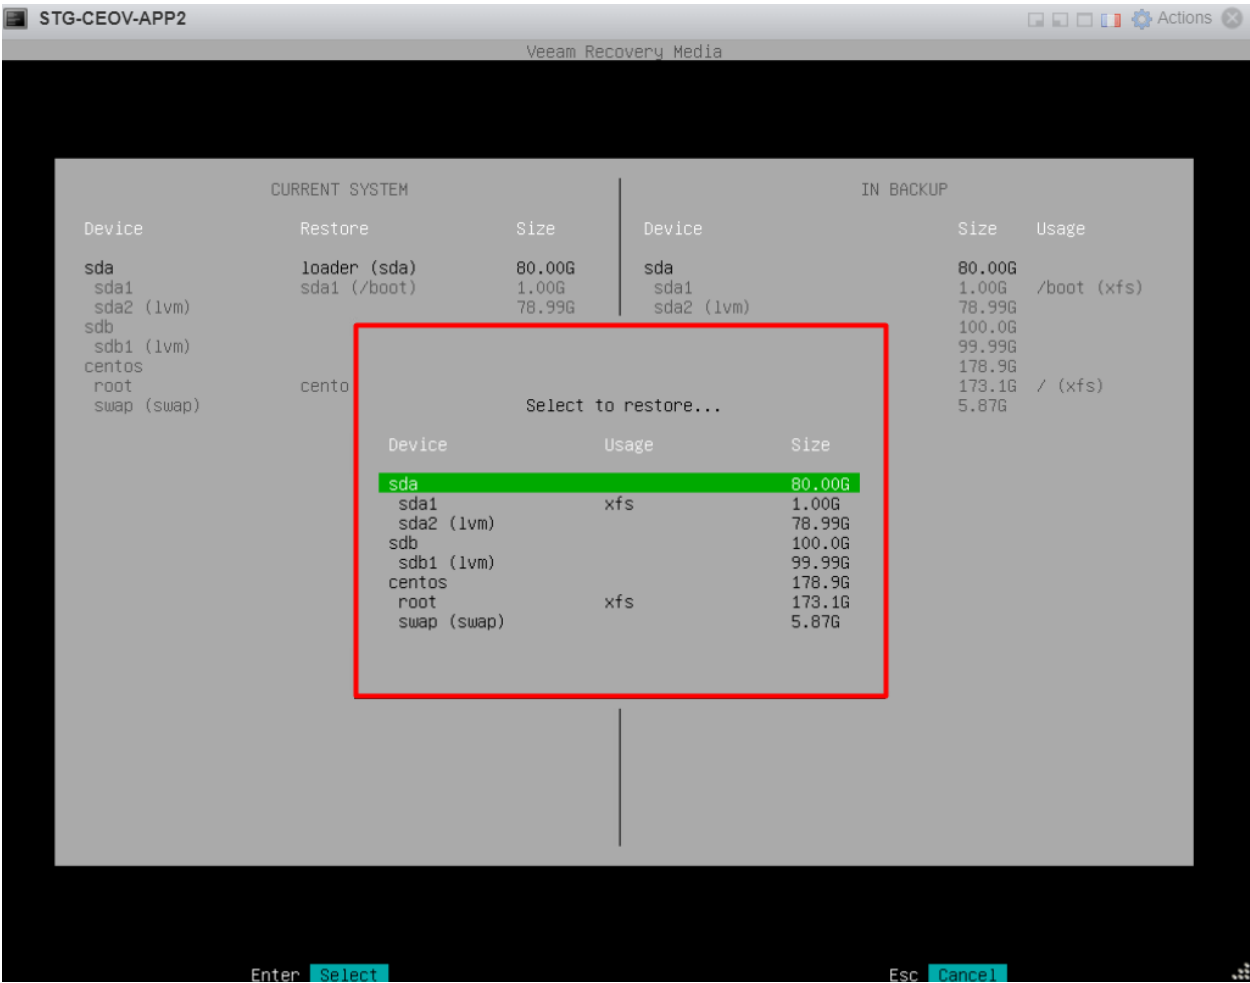 STG-CEOV-APP2 Actions
Veeam Recovery Media
CURRENT SYSTEM IN BACKUP
Device Restore Size Device Size Usage
sda loader (sda) 80.00G sda 80.00G
sda1 sda1 (/boot) 1.00G sda1 1.00G /boot (xfs)
sda2 (lvm) 78.99G sda2 (lvm) 78.99G
sdb 100.0G
sdb1 (lvm) 99.99G
centos 178.9G
root cento 173.1G / (xfs)
swap (swap) 5.87G
Select to restore...
Device Usage Size
sda 80.00G
sda1 xfs 1.00G
sda2 (lvm) 78.99G
sdb 100.0G
sdb1 (lvm) 99.99G
centos 178.9G
root xfs 173.1G
swap (swap) 5.87G
Enter Select Esc Cancel